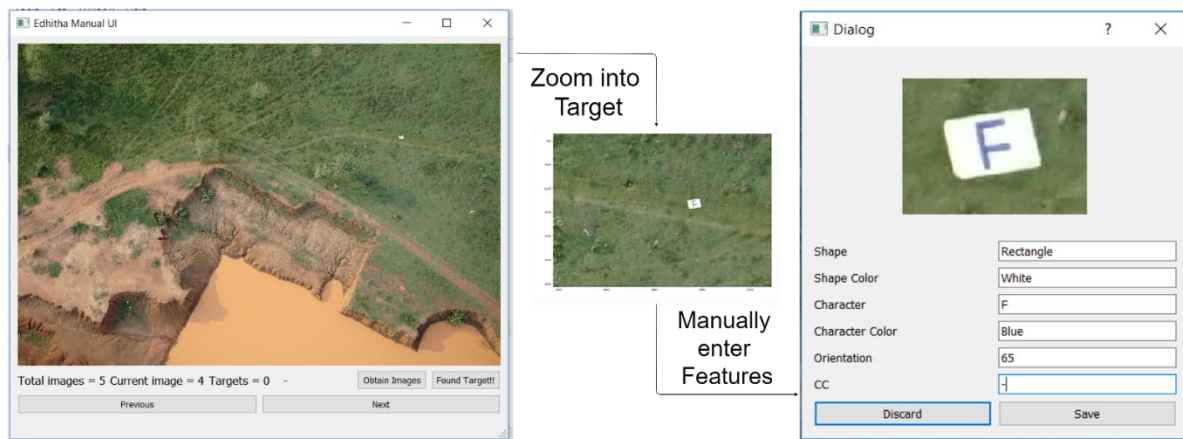 Edhitha Manual UI
Total images = 5 Current image = 4 Targets = 0 -
Obtain Images
Found Target!!
Previous
Next
Zoom into
Target
F
Manually
enter
Features
Dialog
?
F
Shape
Rectangle
Shape Color
White
Character
F
Character Color
Blue
Orientation
65
CC
-
Discard
Save